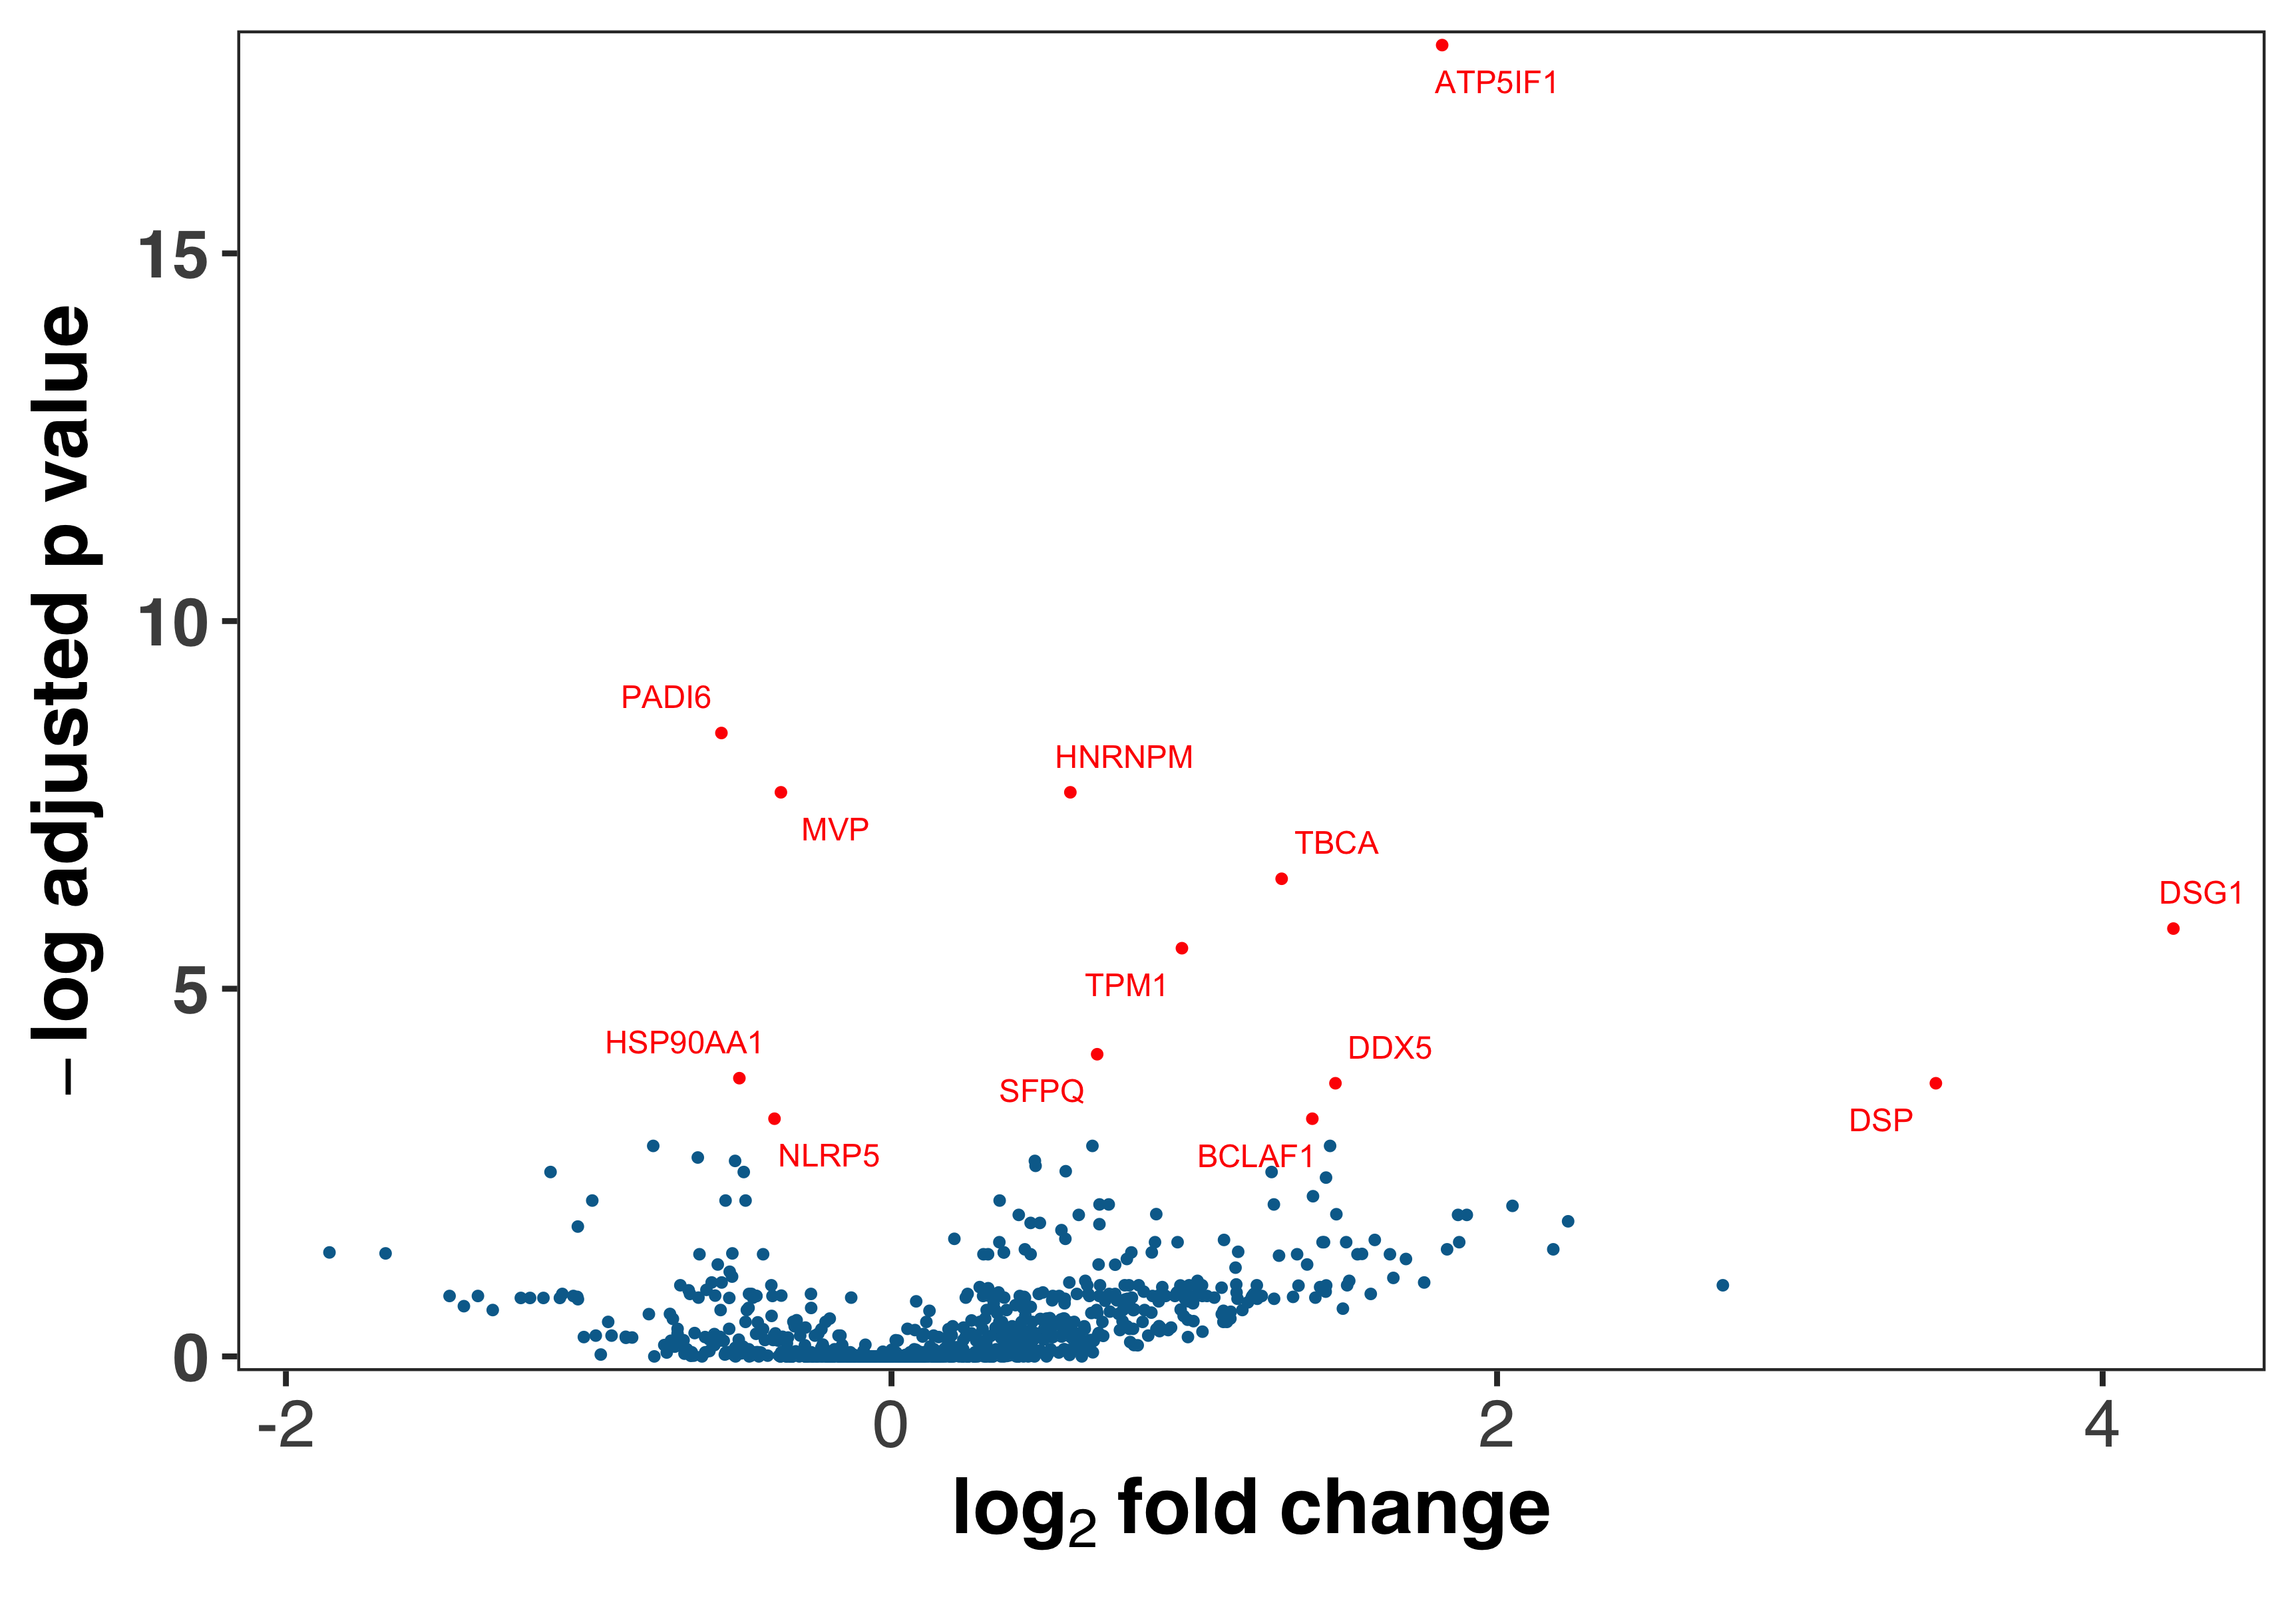 ATP5IF1
15
10
PADI6
HNRNPM
MVP
TBCA
DSG1
TPM1
5
HSP90AA1
DDX5
SFPQ
DSP
NLRP5
BCLAF1
0
− log adjusted p value
-2
0
2
4
log₂ fold change